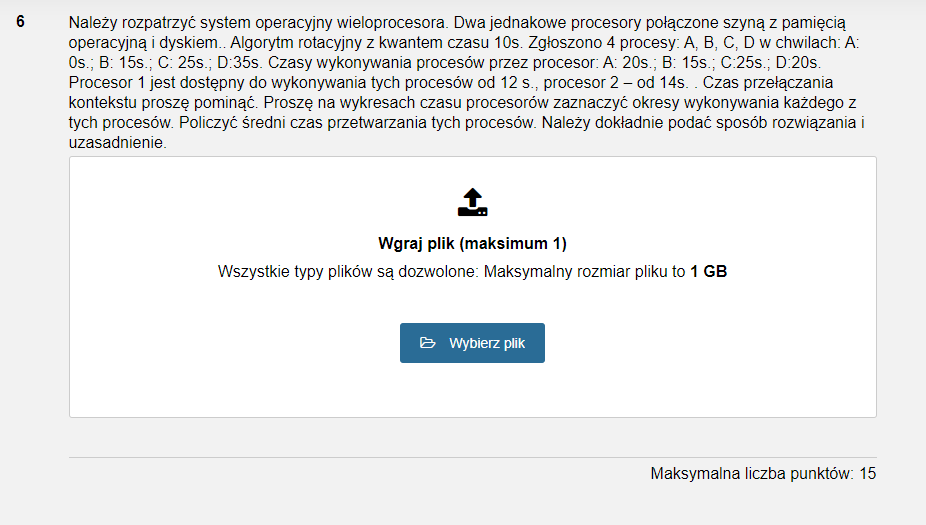 6
Należy rozpatrzyć system operacyjny wieloprocesora. Dwa jednakowe procesory połączone szyną z pamięcią
operacyjną i dyskiem.. Algorytm rotacyjny z kwantem czasu 10s. Zgłoszono 4 procesy: A, B, C, D w chwilach: A:
0s.; B: 15s.; C: 25s.; D:35s. Czasy wykonywania procesów przez procesor: A: 20s.; B: 15s.; C:25s.; D:20s.
Procesor 1 jest dostępny do wykonywania tych procesów od 12 s., procesor 2 – od 14s. . Czas przełączania
kontekstu proszę pominąć. Proszę na wykresach czasu procesorów zaznaczyć okresy wykonywania każdego z
tych procesów. Policzyć średni czas przetwarzania tych procesów. Należy dokładnie podać sposób rozwiązania i
uzasadnienie.
Wgraj plik (maksimum 1)
Wszystkie typy plików są dozwolone: Maksymalny rozmiar pliku to 1 GB
Wybierz plik
Maksymalna liczba punktów: 15